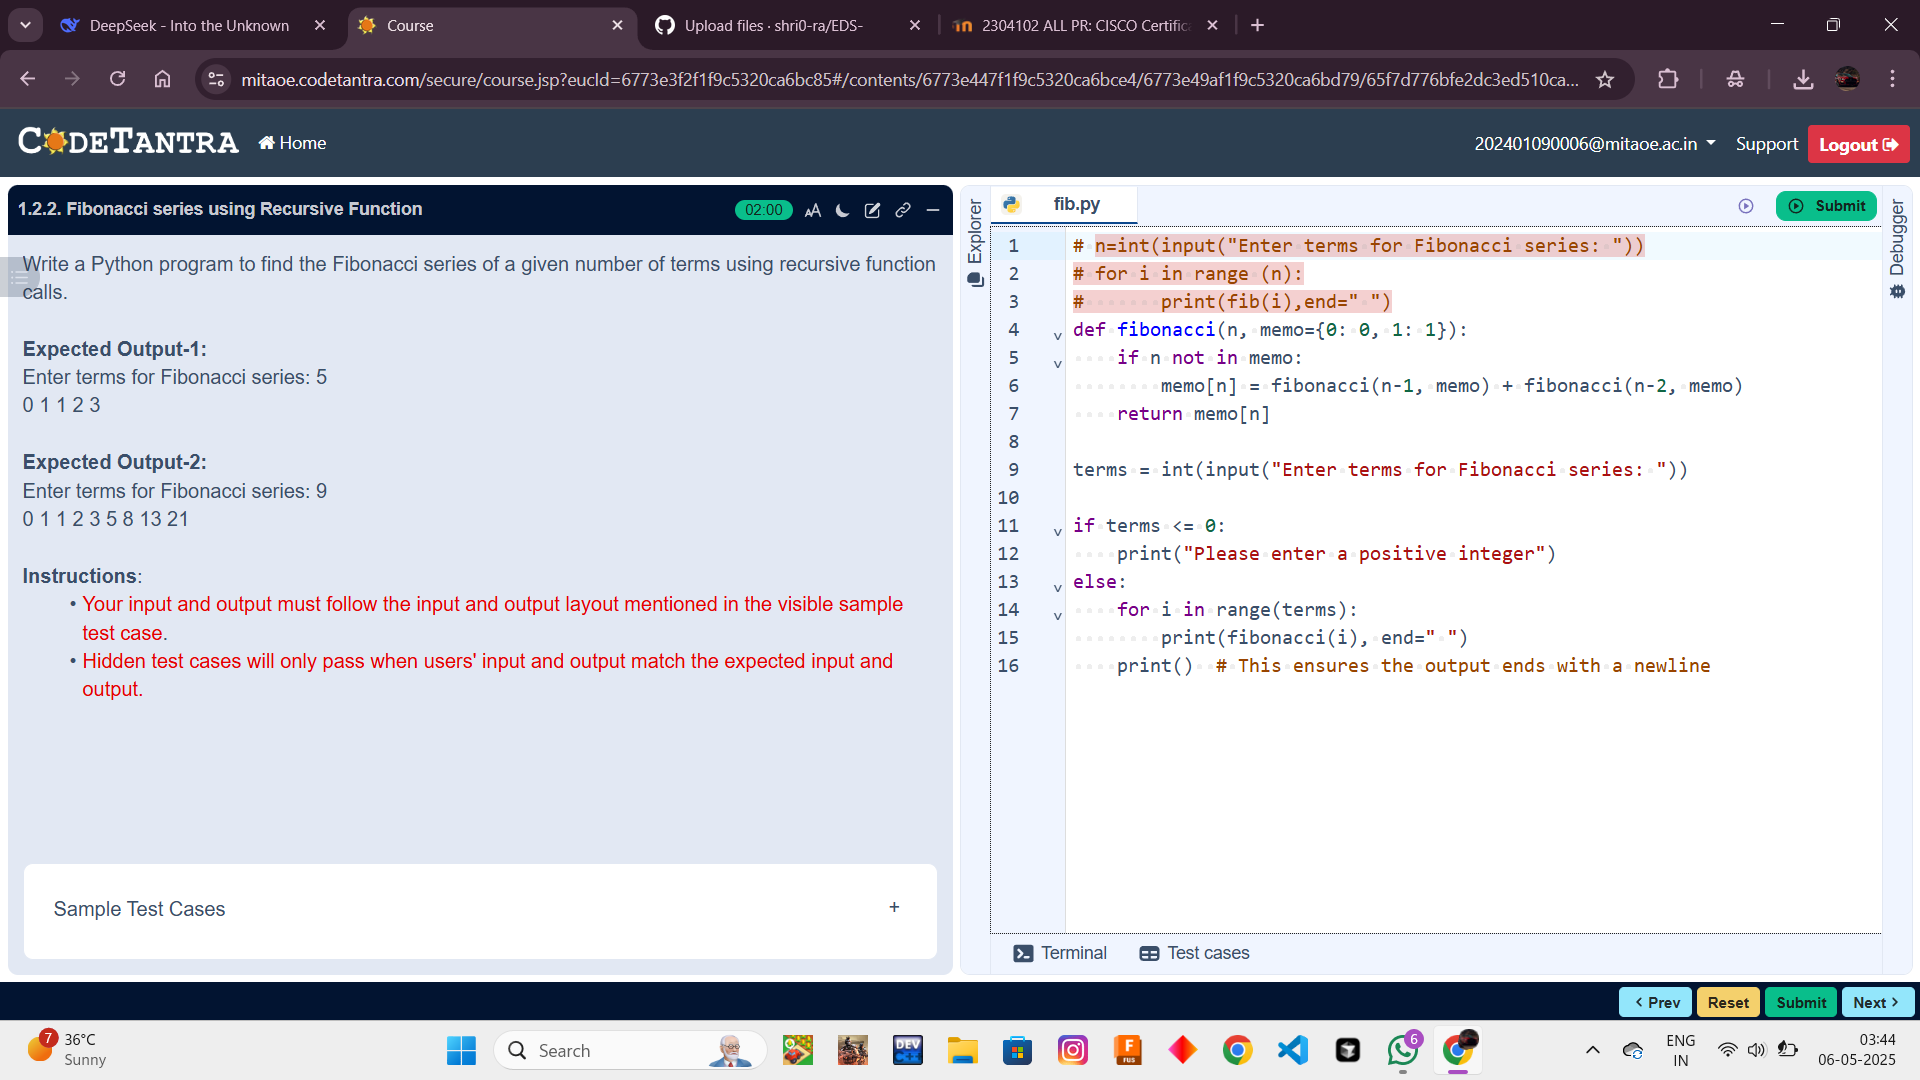 DeepSeek - Into the Unknown
Course
Upload files · shri0-ra/EDS-
2304102 ALL PR: CISCO Certific
mitaoe.codetantra.com/secure/course.jsp?eucId=6773e3f2f1f9c5320ca6bc85#/contents/6773e447f1f9c5320ca6bce4/6773e49af1f9c5320ca6bd79/65f7d776bfe2dc3ed510ca...
CODETANTRA
Home
202401090006@mitaoe.ac.in
Support
Logout
1.2.2. Fibonacci series using Recursive Function
02:00
AA
Write a Python program to find the Fibonacci series of a given number of terms using recursive function
calls.
Expected Output-1:
Enter terms for Fibonacci series: 5
0 1 1 2 3
Expected Output-2:
Enter terms for Fibonacci series: 9
0 1 1 2 3 5 8 13 21
Instructions:
• Your input and output must follow the input and output layout mentioned in the visible sample
test case.
• Hidden test cases will only pass when users' input and output match the expected input and
output.
Sample Test Cases
+
Explorer
fib.py
Submit
Debugger
1 # n=int(input("Enter terms for Fibonacci series: "))
2 # for i in range (n):
3 #       print(fib(i),end=" ")
4 def fibonacci(n, memo={0: 0, 1: 1}):
5     if n not in memo:
6         memo[n] = fibonacci(n-1, memo) + fibonacci(n-2, memo)
7     return memo[n]
8
9 terms = int(input("Enter terms for Fibonacci series: "))
10
11 if terms <= 0:
12     print("Please enter a positive integer")
13 else:
14     for i in range(terms):
15         print(fibonacci(i), end=" ")
16     print()  # This ensures the output ends with a newline
Terminal
Test cases
< Prev
Reset
Submit
Next >
7
36°C
Sunny
Search
DEV
F
FUS
6
ENG
IN
03:44
06-05-2025